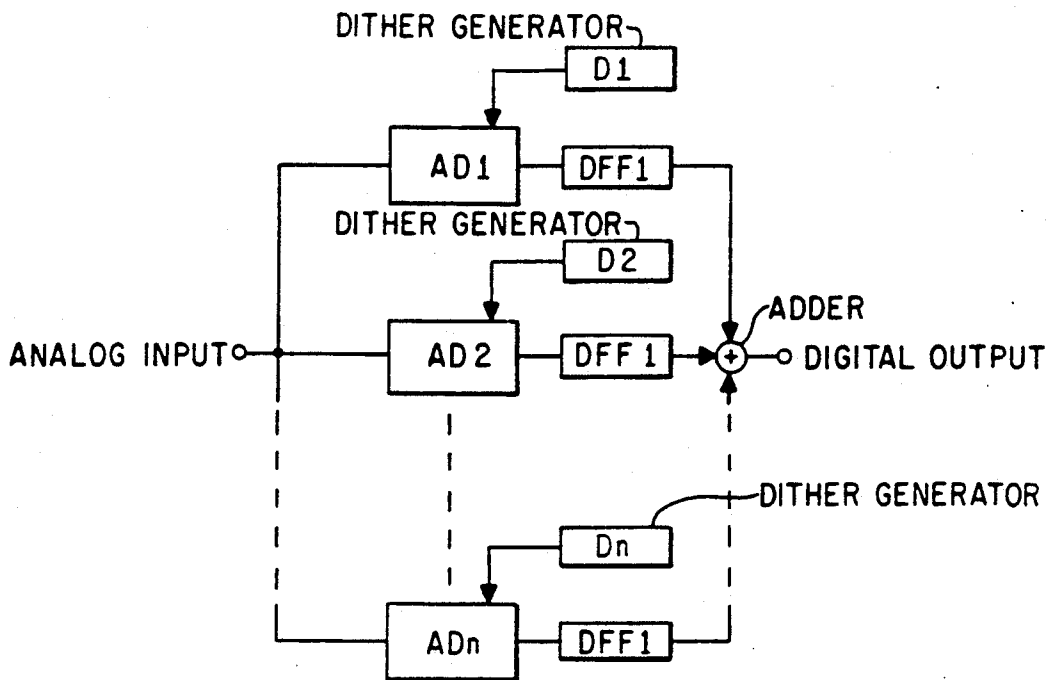 DITHER GENERATOR
D1
AD1
DFF1
DITHER GENERATOR
D2
ADDER
ANALOG INPUT
AD2
DFF1
+
DIGITAL OUTPUT
DITHER GENERATOR
Dn
ADn
DFF1